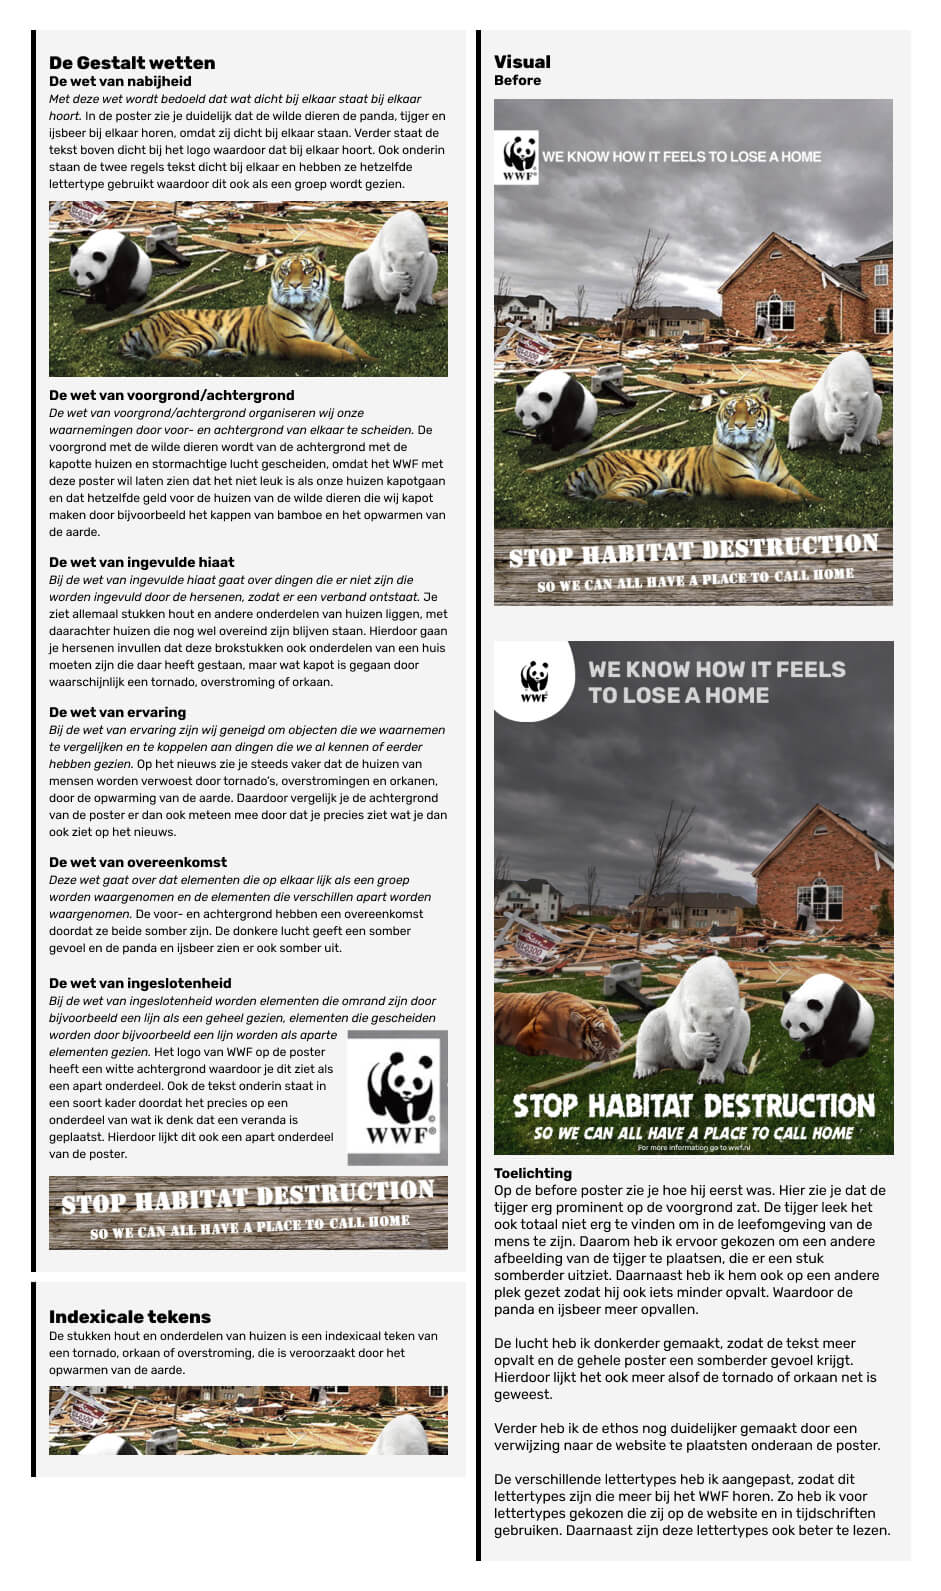 De Gestalt wetten
De wet van nabijheid
Met deze wet wordt bedoeld dat wat dicht bij elkaar staat bij elkaar
hoort. In de poster zie je duidelijk dat de wilde dieren de panda, tijger en
ijsbeer bij elkaar horen, omdat zij dicht bij elkaar staan. Verder staat de
tekst boven dicht bij het logo waardoor dat bij elkaar hoort. Ook onderin
staan de twee regels tekst dicht bij elkaar en hebben ze hetzelfde
lettertype gebruikt waardoor dit ook als een groep wordt gezien.
De wet van voorgrond/achtergrond
De wet van voorgrond/achtergrond organiseren wij onze
waarnemingen door voor- en achtergrond van elkaar te scheiden. De
voorgrond met de wilde dieren wordt van de achtergrond met de
kapotte huizen en stormachtige lucht gescheiden, omdat het WWF met
deze poster wil laten zien dat het niet leuk is als onze huizen kapotgaan
en dat hetzelfde geld voor de huizen van de wilde dieren die wij kapot
maken door bijvoorbeeld het kappen van bamboe en het opwarmen van
de aarde.
De wet van ingevulde hiaat
Bij de wet van ingevulde hiaat gaat over dingen die er niet zijn die
worden ingevuld door de hersenen, zodat er een verband ontstaat. Je
ziet allemaal stukken hout en andere onderdelen van huizen liggen, met
daarachter huizen die nog wel overeind zijn blijven staan. Hierdoor gaan
je hersenen invullen dat deze brokstukken ook onderdelen van een huis
moeten zijn die daar heeft gestaan, maar wat kapot is gegaan door
waarschijnlijk een tornado, overstroming of orkaan.
De wet van ervaring
Bij de wet van ervaring zijn wij geneigd om objecten die we waarnemen
te vergelijken en te koppelen aan dingen die we al kennen of eerder
hebben gezien. Op het nieuws zie je steeds vaker dat de huizen van
mensen worden verwoest door tornado's, overstromingen en orkanen,
door de opwarming van de aarde. Daardoor vergelijk je de achtergrond
van de poster er dan ook meteen mee door dat je precies ziet wat je dan
ook ziet op het nieuws.
De wet van overeenkomst
Deze wet gaat over dat elementen die op elkaar lijk als een groep
worden waargenomen en de elementen die verschillen apart worden
waargenomen. De voor- en achtergrond hebben een overeenkomst
doordat ze beide somber zijn. De donkere lucht geeft een somber
gevoel en de panda en ijsbeer zien er ook somber uit.
De wet van ingeslotenheid
Bij de wet van ingeslotenheid worden elementen die omrand zijn door
bijvoorbeeld een lijn als een geheel gezien, elementen die gescheiden
worden door bijvoorbeeld een lijn worden als aparte
elementen gezien. Het logo van WWF op de poster
heeft een witte achtergrond waardoor je dit ziet als
een apart onderdeel. Ook de tekst onderin staat in
een soort kader doordat het precies op een
onderdeel van wat ik denk dat een veranda is
geplaatst. Hierdoor lijkt dit ook een apart onderdeel
van de poster.
©
WWF®
STOP HABITAT DESTRUCTION
SO WE CAN ALL HAVE A PLACE TO CALL HOME
Indexicale tekens
De stukken hout en onderdelen van huizen is een indexicaal teken van
een tornado, orkaan of overstroming, die is veroorzaakt door het
opwarmen van de aarde.
Visual
Before
WWF®
WE KNOW HOW IT FEELS TO LOSE A HOME
STOP HABITAT DESTRUCTION
SO WE CAN ALL HAVE A PLACE TO CALL HOME
WWF
WE KNOW HOW IT FEELS
TO LOSE A HOME
STOP HABITAT DESTRUCTION
SO WE CAN ALL HAVE A PLACE TO CALL HOME
For more information go to wwf.nl
Toelichting
Op de before poster zie je hoe hij eerst was. Hier zie je dat de
tijger erg prominent op de voorgrond zat. De tijger leek het
ook totaal niet erg te vinden om in de leefomgeving van de
mens te zijn. Daarom heb ik ervoor gekozen om een andere
afbeelding van de tijger te plaatsen, die er een stuk
somberder uitziet. Daarnaast heb ik hem ook op een andere
plek gezet zodat hij ook iets minder opvalt. Waardoor de
panda en ijsbeer meer opvallen.
De lucht heb ik donkerder gemaakt, zodat de tekst meer
opvalt en de gehele poster een somberder gevoel krijgt.
Hierdoor lijkt het ook meer alsof de tornado of orkaan net is
geweest.
Verder heb ik de ethos nog duidelijker gemaakt door een
verwijzing naar de website te plaatsten onderaan de poster.
De verschillende lettertypes heb ik aangepast, zodat dit
lettertypes zijn die meer bij het WWF horen. Zo heb ik voor
lettertypes gekozen die zij op de website en in tijdschriften
gebruiken. Daarnaast zijn deze lettertypes ook beter te lezen.